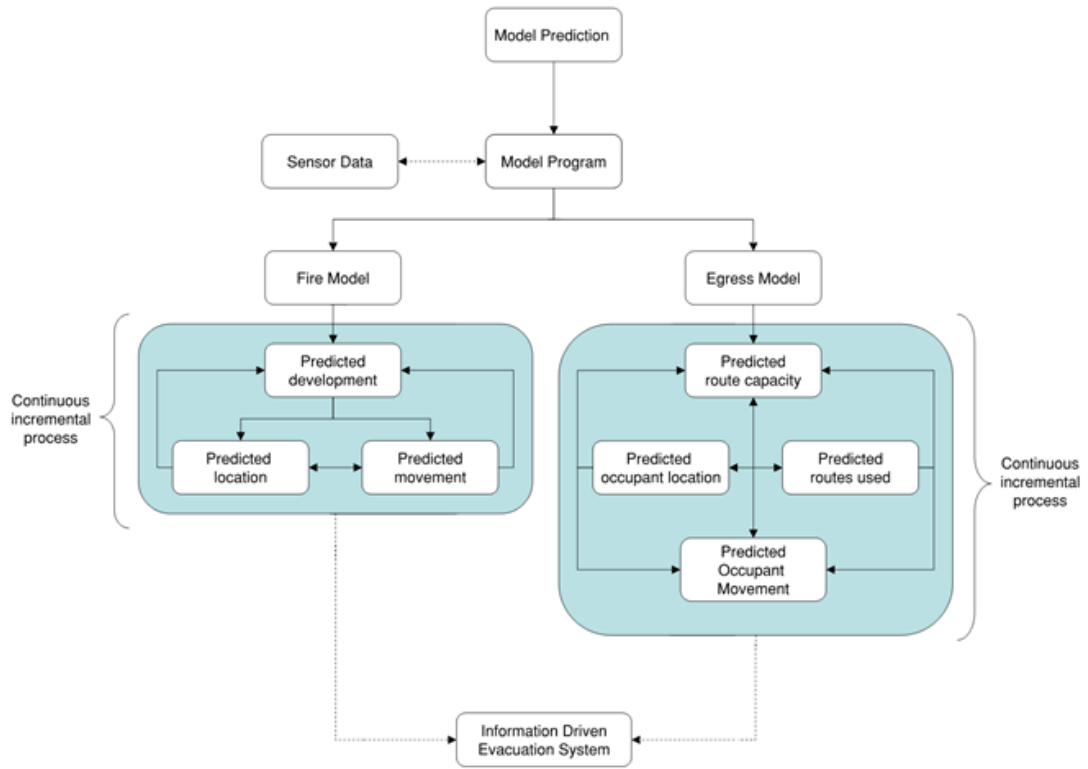 Model Prediction
Sensor Data
Model Program
Fire Model
Egress Model
Continuous
incremental
process
Predicted
development
Predicted
location
Predicted
movement
Predicted
route capacity
Predicted
occupant location
Predicted
routes used
Predicted
Occupant
Movement
Continuous
incremental
process
Information Driven
Evacuation System